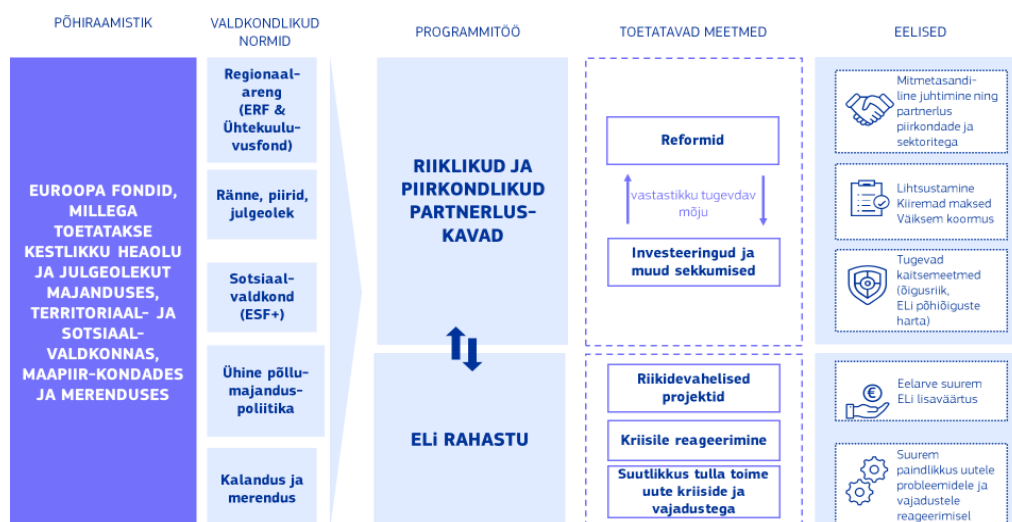 PÕHIRAAMISTIK
VALDKONDLIKUD
NORMID
PROGRAMMITÖÖ
TOETATAVAD MEETMED
EELISED
EUROOPA FONDID,
MILLEGA
TOETATAKSE
KESTLIKKU HEAOLU
JA JULGEOLEKUT
MAJANDUSES,
TERRITORIAAL- JA
SOTSIAAL-
VALDKONNAS,
MAAPIIR-KONDADES
JA MERENDUSES
Regionaal-
areng
(ERF &
Ühtekuulu-
vusfond)
Ränne, piirid,
julgeolek
Sotsiaal-
valdkond
(ESF+)
Ühine põllu-
majandus-
poliitika
Kalandus ja
merendus
RIIKLIKUD JA
PIIRKONDLIKUD
PARTNERLUS-
KAVAD
ELi RAHASTU
Reformid
vastastikku tugevdav
mõju
Investeeringud ja
muud sekkumised
Riikidevahelised
projektid
Kriisile reageerimine
Suutlikkus tulla toime
uute kriiside ja
vajadustega
Mitmetasandi-
line juhtimine ning
partnerlus
piirkondade ja
sektoritega
Lihtsustamine
Kiiremad maksed
Väiksem koormus
Tugevad
kaitsemeetmed
(õigusriik,
ELi põhiõiguste
harta)
Eelarve suurem
ELi lisaväärtus
Suurem
paindlikkus uutele
probleemidele ja
vajadustele
reageerimisel